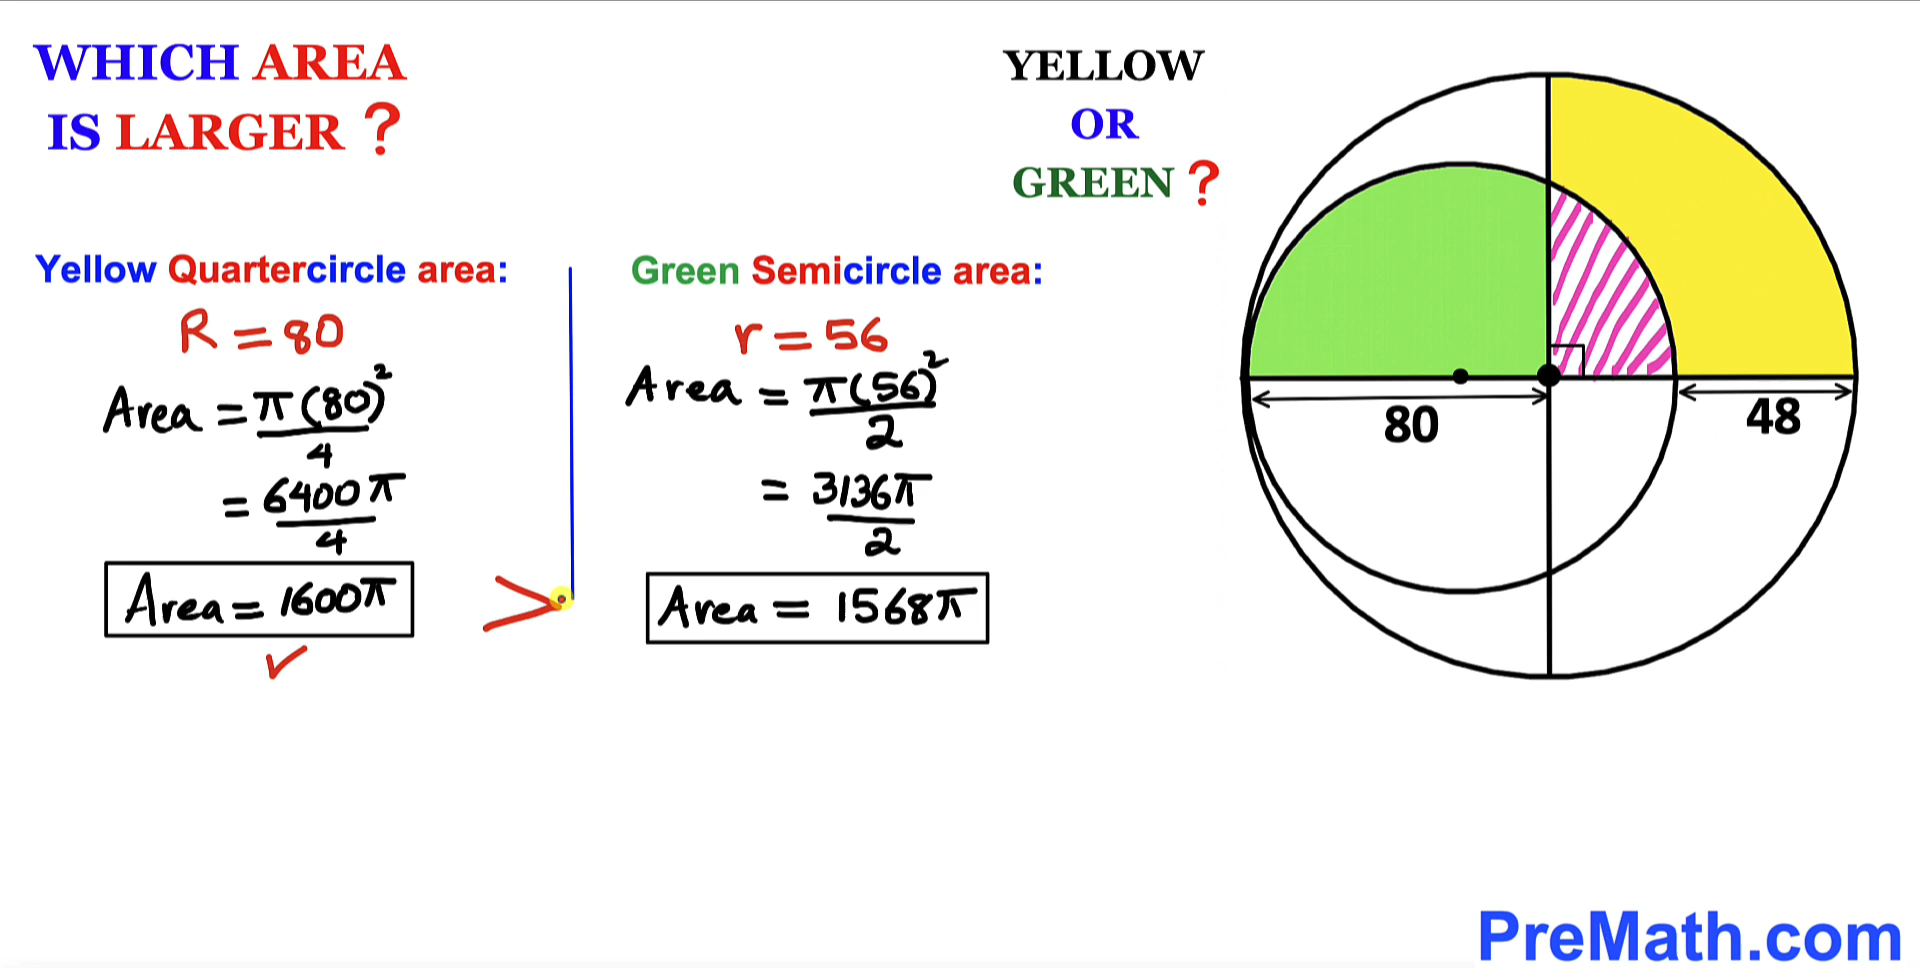 WHICH AREA
IS LARGER ?
YELLOW
OR
GREEN ?
Yellow Quartercircle area:
R = 80
Area = π(80)²/4
= 6400π/4
Area = 1600π
>
✓
Green Semicircle area:
r = 56
Area = π(56)²/2
= 3136π/2
Area = 1568π
80
48
PreMath.com